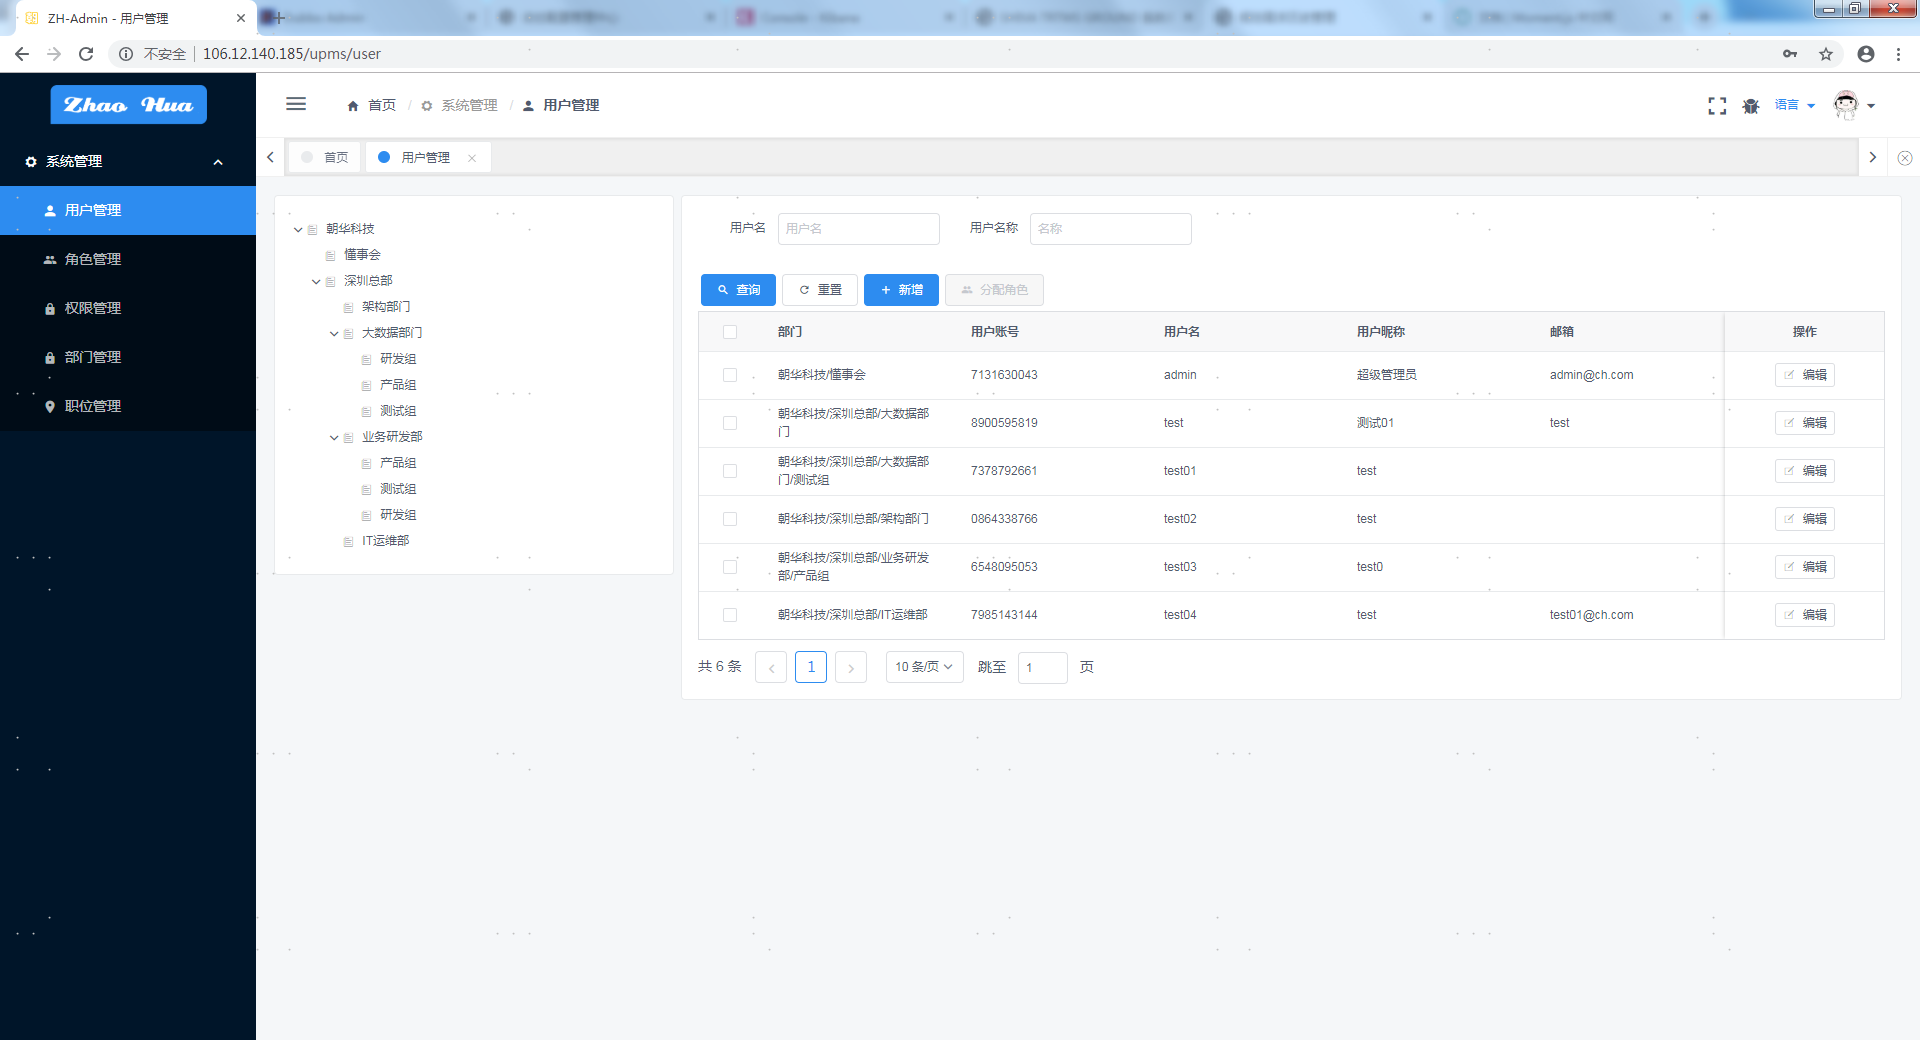 ZH-Admin - 用户管理
不安全
106.12.140.185/upms/user
Zhao Hua
首页 / 系统管理 / 用户管理
语言
系统管理
用户管理
角色管理
权限管理
部门管理
职位管理
首页
用户管理
朝华科技
懂事会
深圳总部
架构部门
大数据部门
研发组
产品组
测试组
业务研发部
产品组
测试组
研发组
IT运维部
用户名 用户名 用户名称 名称
查询 重置 新增 分配角色
部门 用户账号 用户名 用户昵称 邮箱 操作
朝华科技/懂事会 7131630043 admin 超级管理员 admin@ch.com 编辑
朝华科技/深圳总部/大数据部
门 8900595819 test 测试01 test 编辑
朝华科技/深圳总部/大数据部
门/测试组 7378792661 test01 test 编辑
朝华科技/深圳总部/架构部门 0864338766 test02 test 编辑
朝华科技/深圳总部/业务研发
部/产品组 6548095053 test03 test0 编辑
朝华科技/深圳总部/IT运维部 7985143144 test04 test test01@ch.com 编辑
共 6 条 1 10 条/页 跳至 1 页